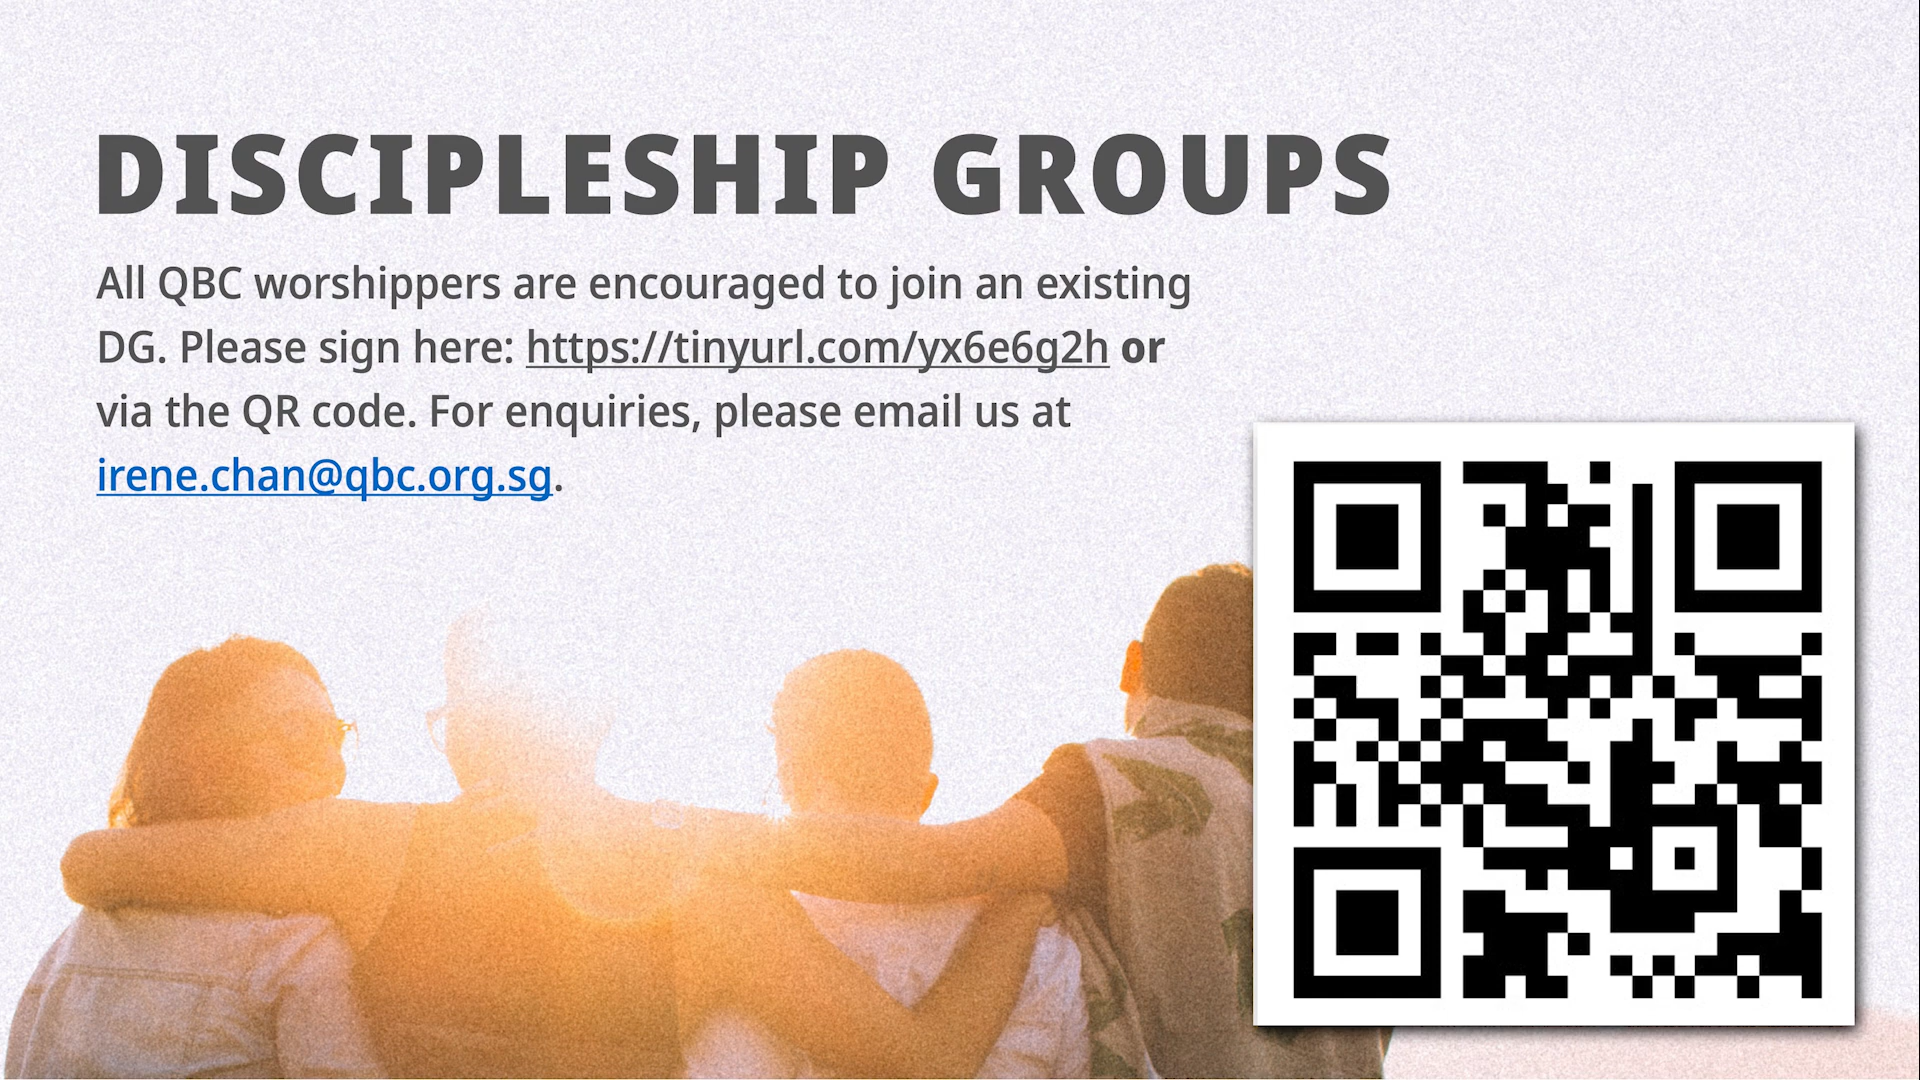 DISCIPLESHIP GROUPS
All QBC worshippers are encouraged to join an existing
DG. Please sign here: https://tinyurl.com/yx6e6g2h or
via the QR code. For enquiries, please email us at
irene.chan@qbc.org.sg.